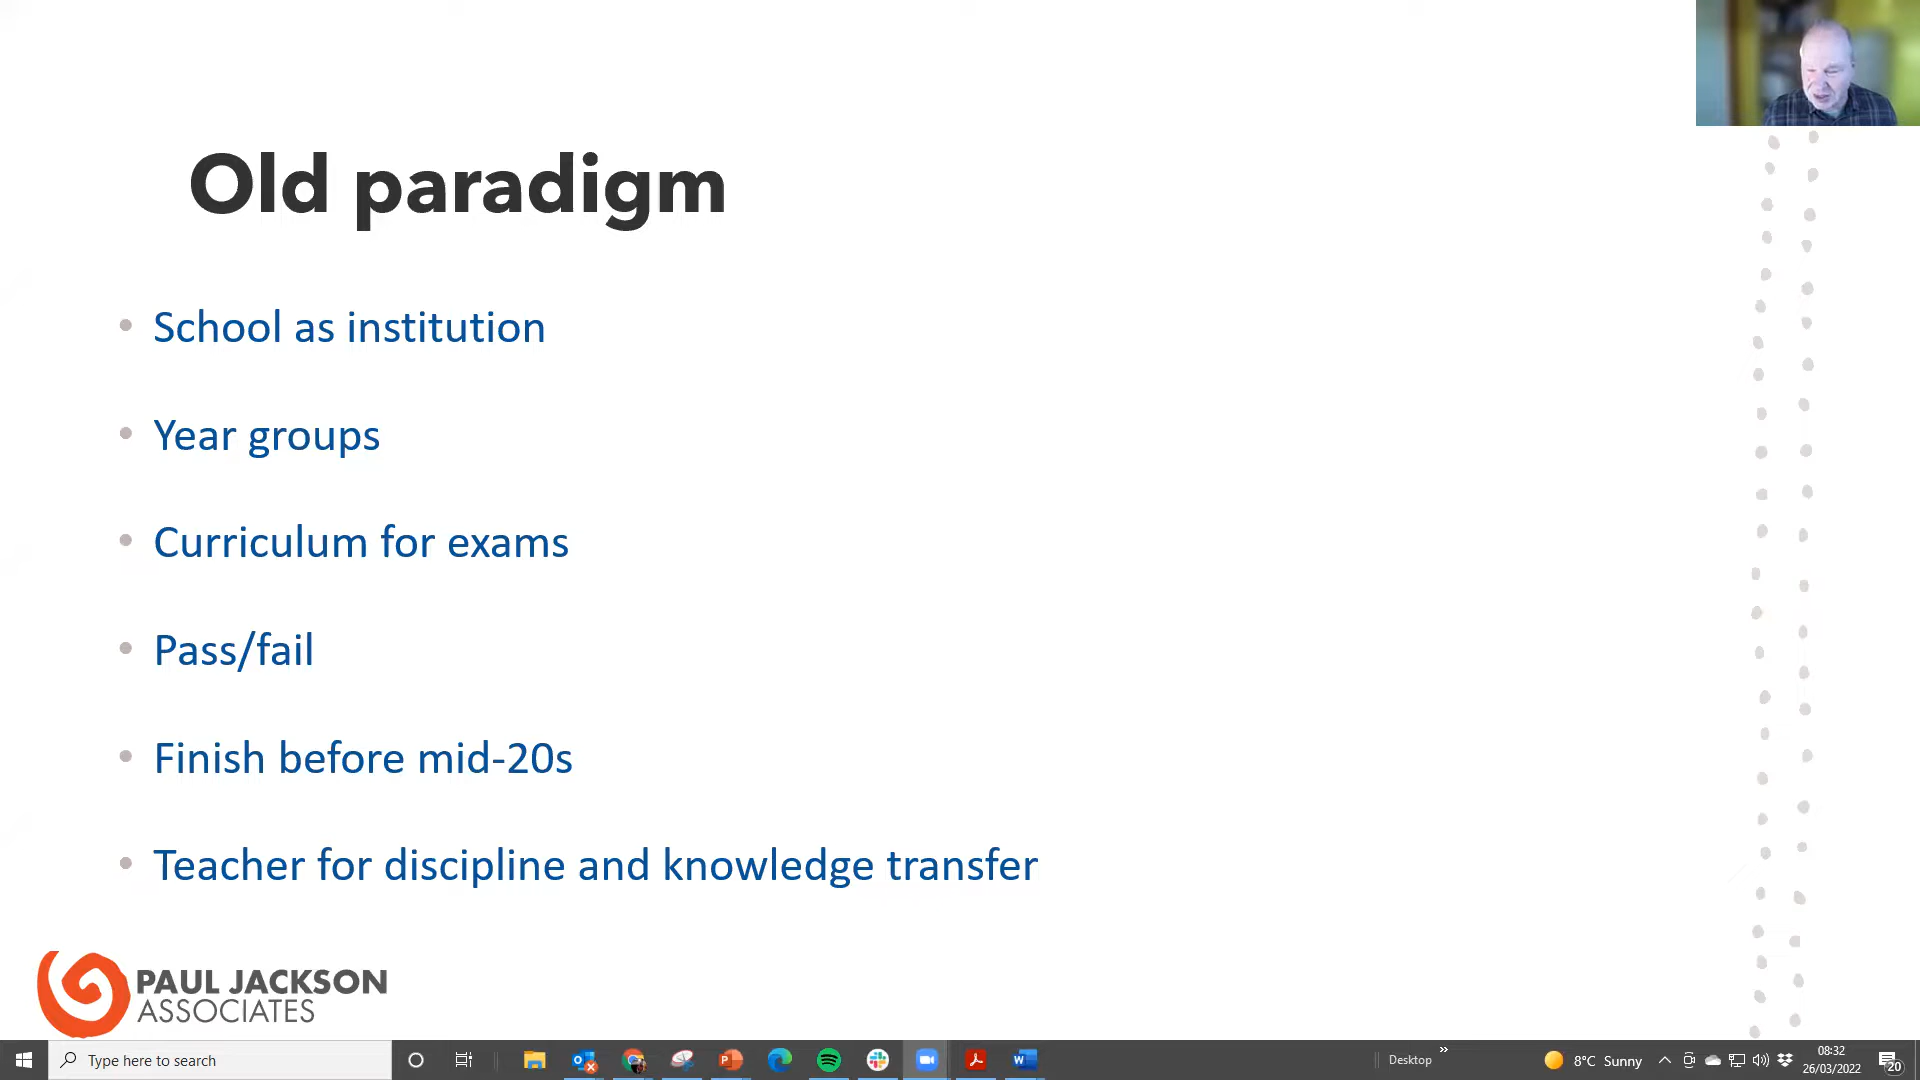 Old paradigm
• School as institution
• Year groups
• Curriculum for exams
• Pass/fail
• Finish before mid-20s
• Teacher for discipline and knowledge transfer
PAUL JACKSON
ASSOCIATES
Type here to search
Desktop
8°C Sunny
08:32
26/03/2022
20